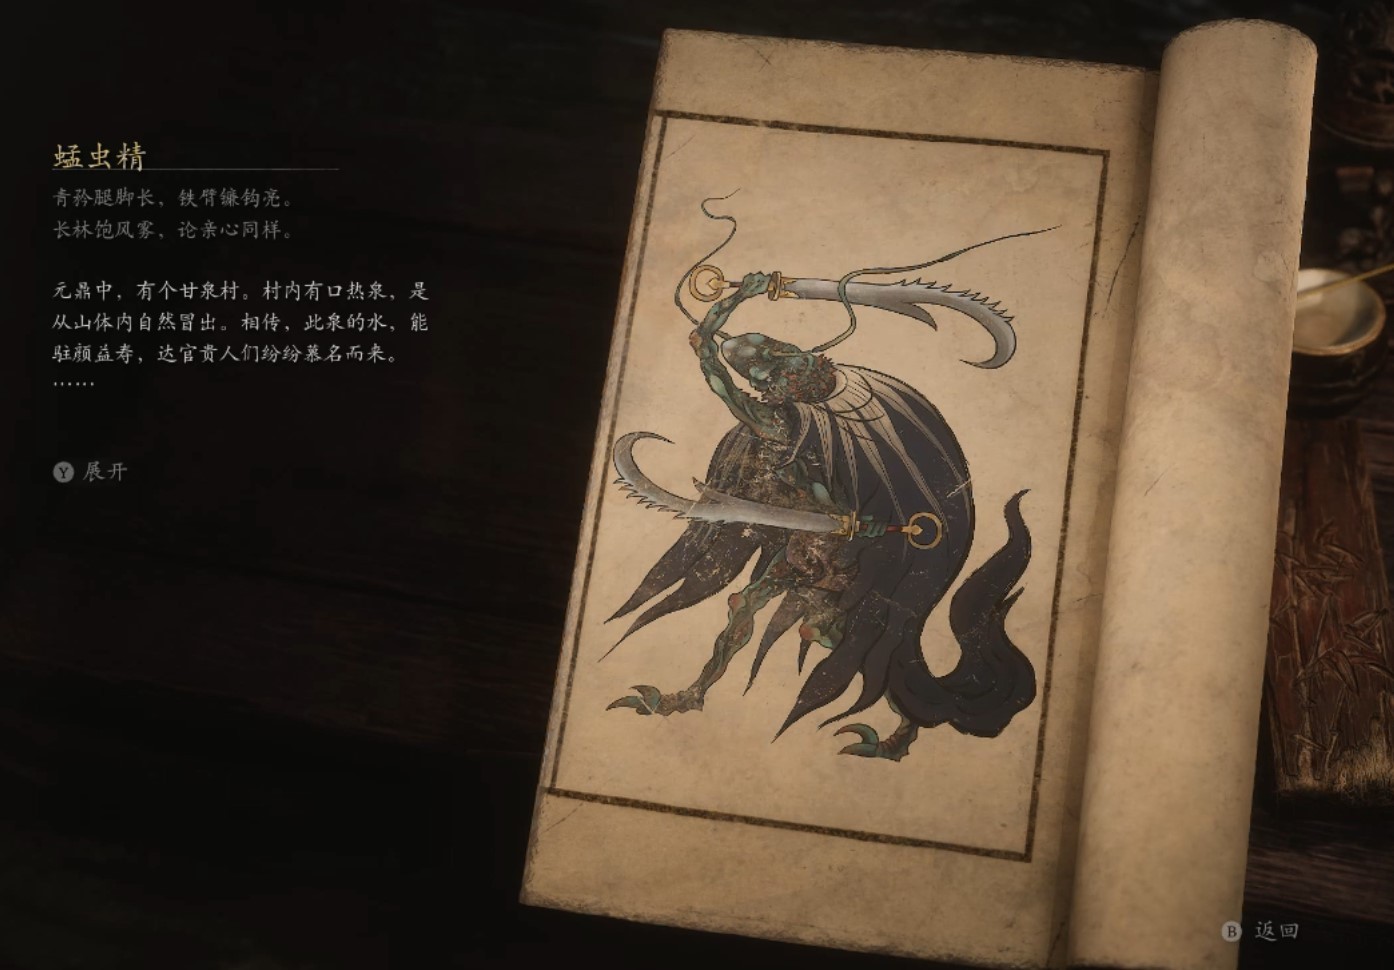 蜢虫精
青矜腿脚长，铁臂镰钩亮。
长林饱风雾，论亲心同样。
元鼎中，有个甘泉村。村内有口热泉，是
从山体内自然冒出。相传，此泉的水，能
驻颜益寿，达官贵人们纷纷慕名而来。
……
Y 展开
B 返回